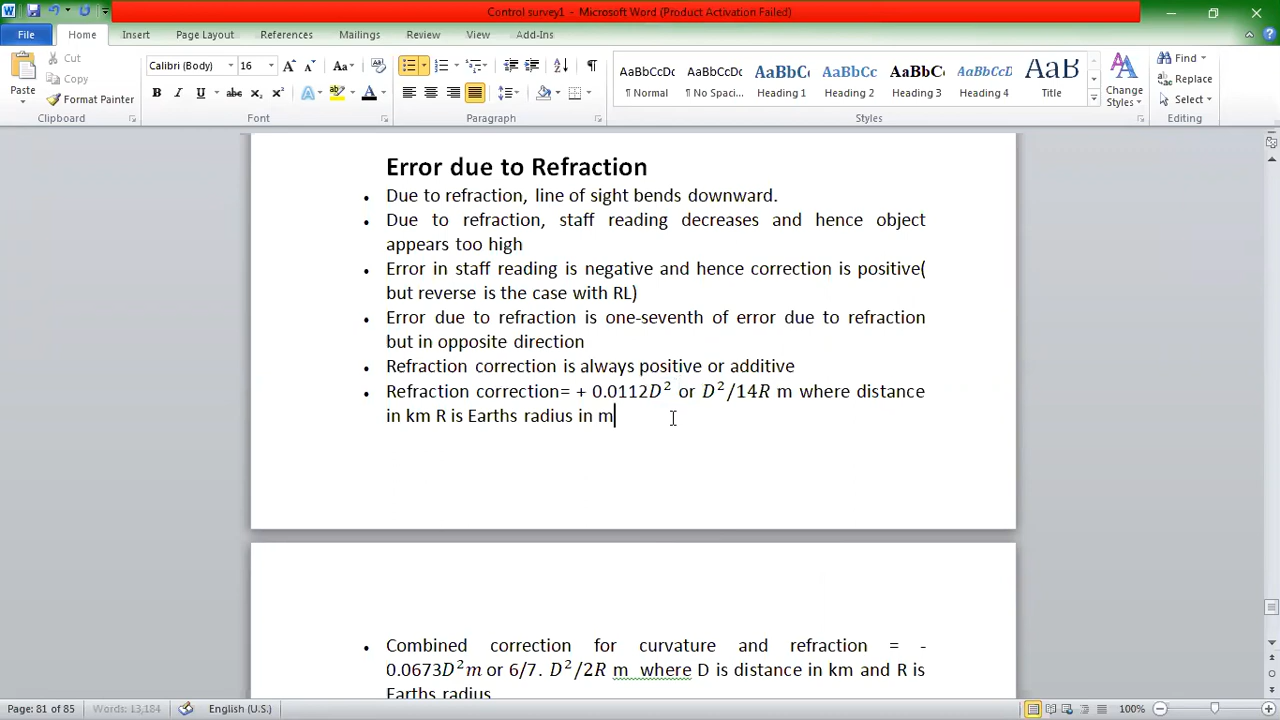 Control survey1 - Microsoft Word (Product Activation Failed)
File Home Insert Page Layout References Mailings Review View Add-Ins
Paste
Cut
Copy
Format Painter
Clipboard
Calibri (Body) 16
Font
Paragraph
AaBbCcDc AaBbCcDc AaBbC AaBbCc AaBbC AaBbCcD AaB
¶ Normal ¶ No Spaci... Heading 1 Heading 2 Heading 3 Heading 4 Title
Styles
Change
Styles
Find
Replace
Select
Editing
Error due to Refraction
• Due to refraction, line of sight bends downward.
• Due to refraction, staff reading decreases and hence object
appears too high
• Error in staff reading is negative and hence correction is positive(
but reverse is the case with RL)
• Error due to refraction is one-seventh of error due to refraction
but in opposite direction
• Refraction correction is always positive or additive
• Refraction correction= + 0.0112D² or D²/14R m where distance
in km R is Earths radius in m
• Combined correction for curvature and refraction = -
0.0673D²m or 6/7. D²/2R m where D is distance in km and R is
Earths radius
Page: 81 of 85 Words: 13,184 English (U.S.) 100%